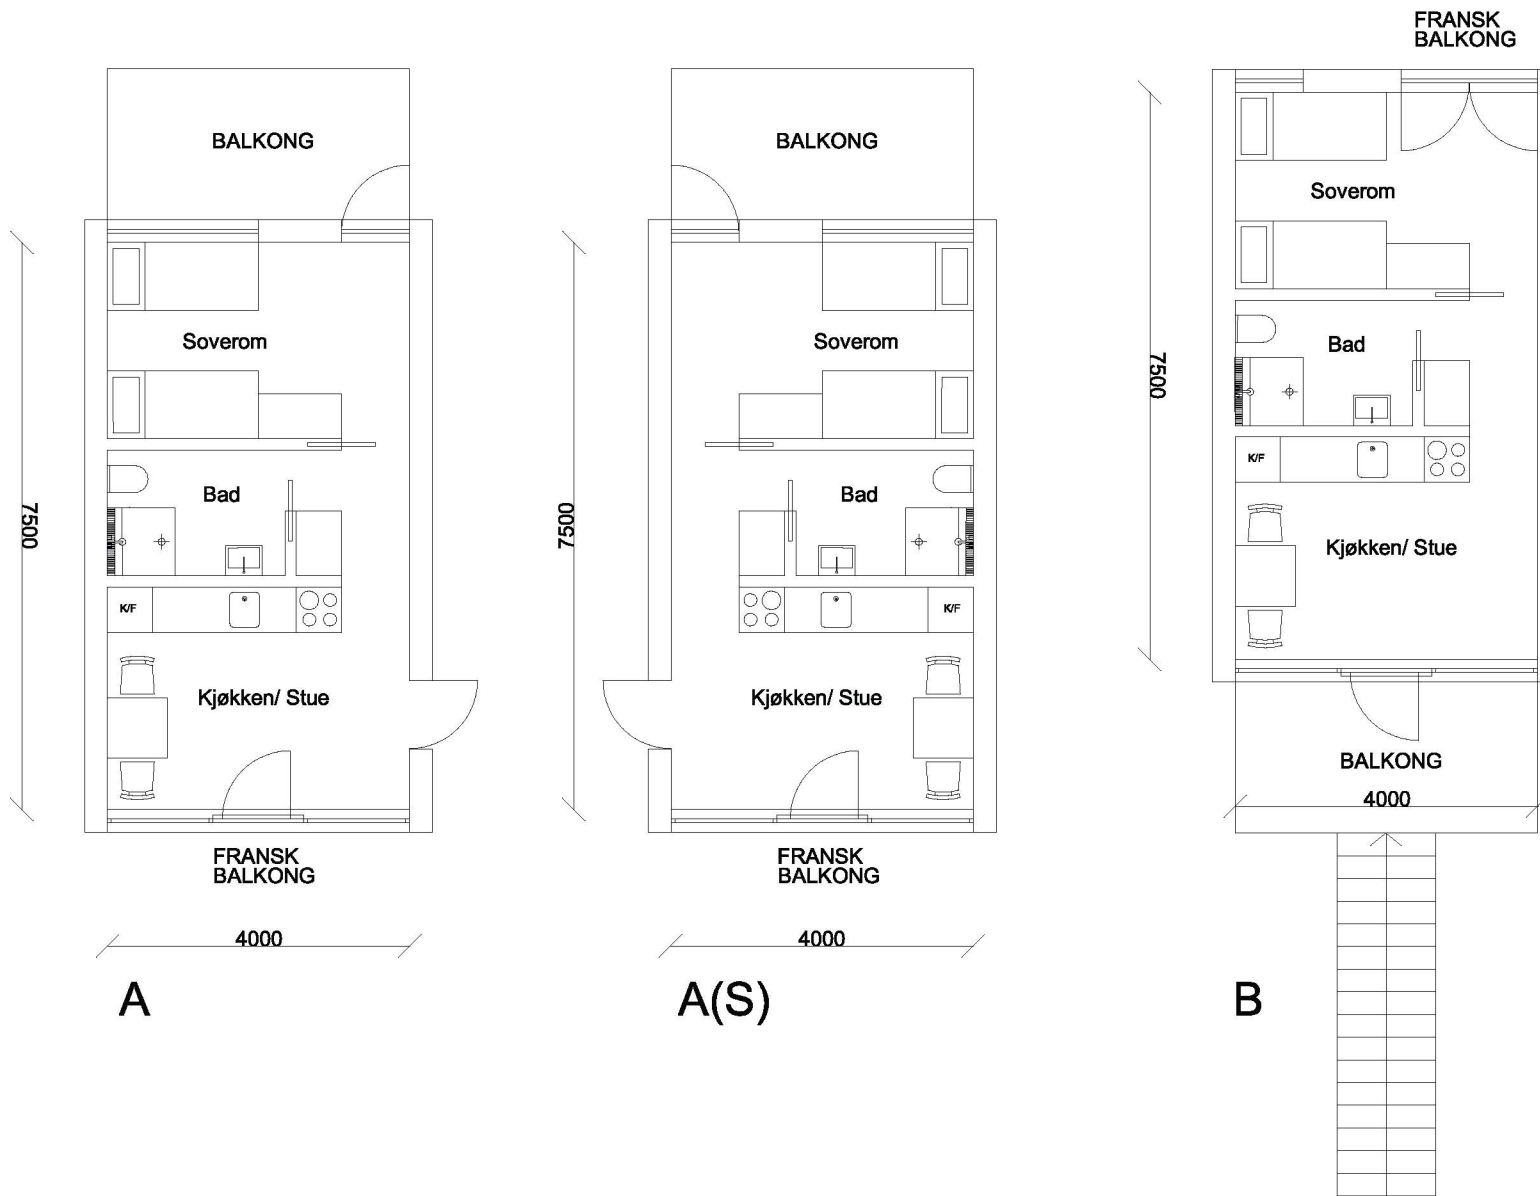 BALKONG
Soverom
Bad
K/F
Kjøkken/ Stue
FRANSK
BALKONG
7500
4000
A
BALKONG
Soverom
Bad
K/F
Kjøkken/ Stue
FRANSK
BALKONG
7500
4000
A(S)
FRANSK
BALKONG
Soverom
Bad
K/F
Kjøkken/ Stue
7500
BALKONG
4000
B